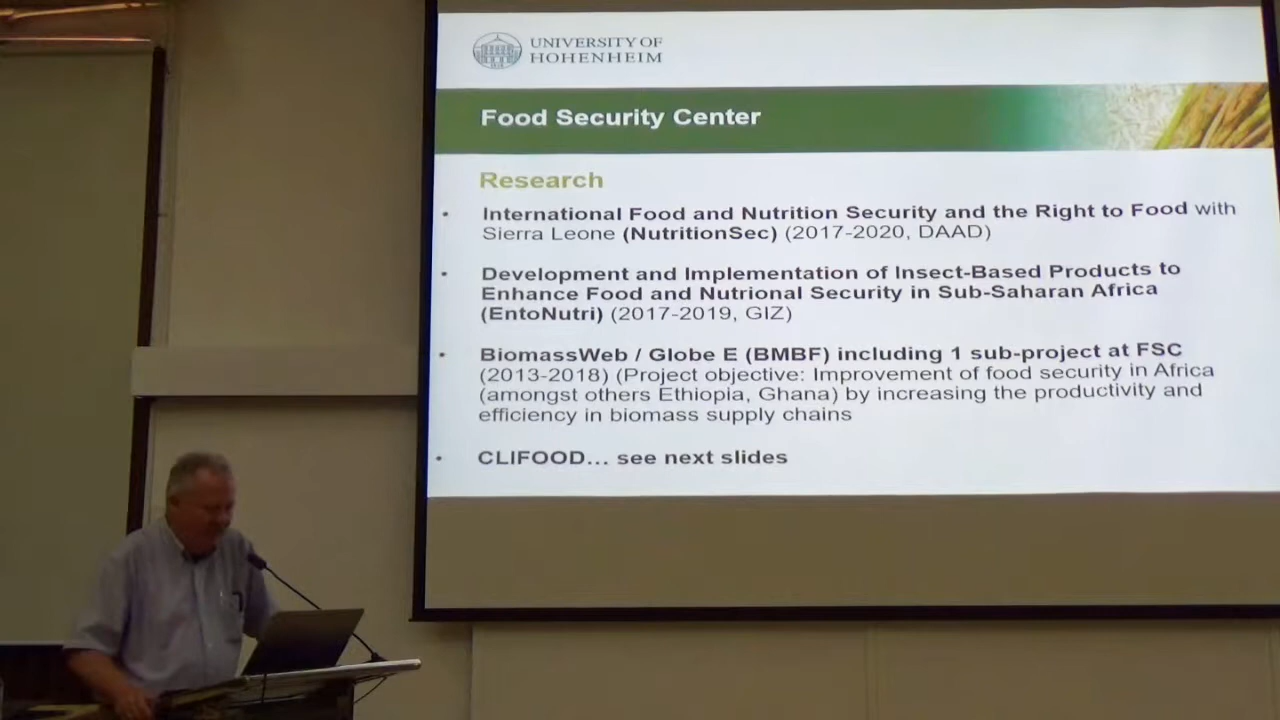 UNIVERSITY OF
HOHENHEIM
Food Security Center
Research
• International Food and Nutrition Security and the Right to Food with
Sierra Leone (NutritionSec) (2017-2020, DAAD)
• Development and Implementation of Insect-Based Products to
Enhance Food and Nutrional Security in Sub-Saharan Africa
(EntoNutri) (2017-2019, GIZ)
• BiomassWeb / Globe E (BMBF) including 1 sub-project at FSC
(2013-2018) (Project objective: Improvement of food security in Africa
(amongst others Ethiopia, Ghana) by increasing the productivity and
efficiency in biomass supply chains
• CLIFOOD... see next slides